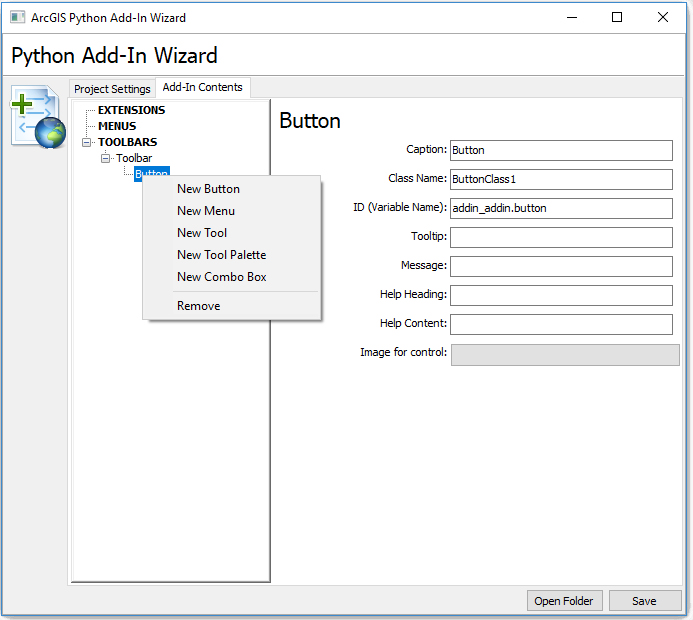 ArcGIS Python Add-In Wizard
Python Add-In Wizard
Project Settings
Add-In Contents
EXTENSIONS
MENUS
TOOLBARS
Toolbar
Button
New Button
New Menu
New Tool
New Tool Palette
New Combo Box
Remove
Button
Caption: Button
Class Name: ButtonClass1
ID (Variable Name): addin_addin.button
Tooltip:
Message:
Help Heading:
Help Content:
Image for control:
Open Folder
Save